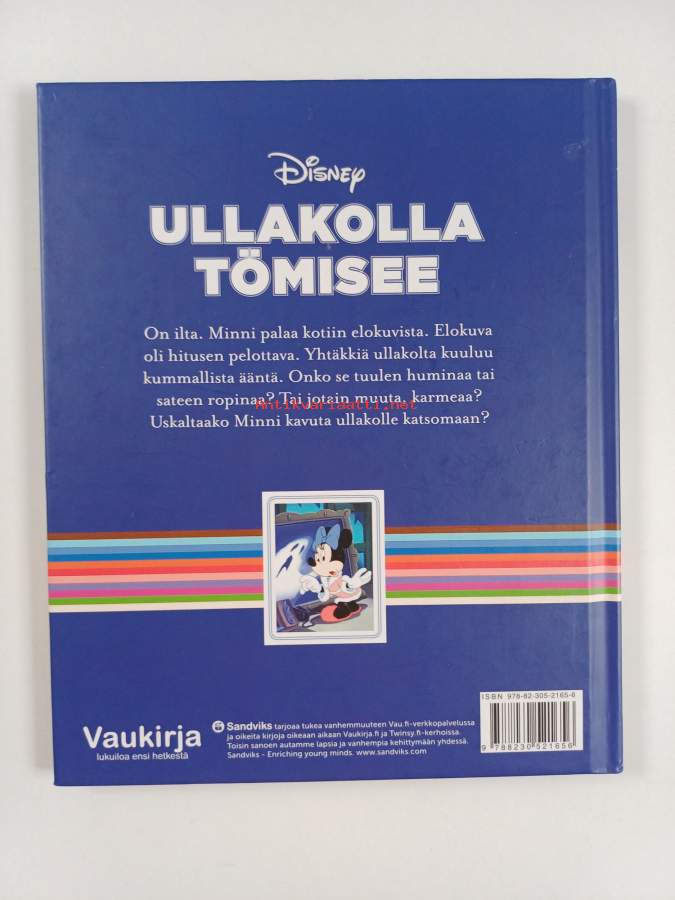 Disney
ULLAKOLLA
TÖMISEE
On ilta. Minni palaa kotiin elokuvista. Elokuva
oli hitusen pelottava. Yhtäkkiä ullakolta kuuluu
kummallista ääntä. Onko se tuulen huminaa tai
sateen ropinaa? Tai jotain muuta, karmeaa?
Antikvariaatti.net
Uskaltaako Minni kavuta ullakolle katsomaan?
ISBN 978-82-305-2165-6
9 788230 521656
Vaukirja
lukuiloa ensi hetkestä
Sandviks tarjoaa tukea vanhemmuuteen Vau.fi-verkkopalvelussa
ja oikeita kirjoja oikeaan aikaan Vaukirja.fi ja Twinsy.fi-kerhoissa.
Toisin sanoen autamme lapsia ja vanhempia kehittymään yhdessä.
Sandviks - Enriching young minds. www.sandviks.com